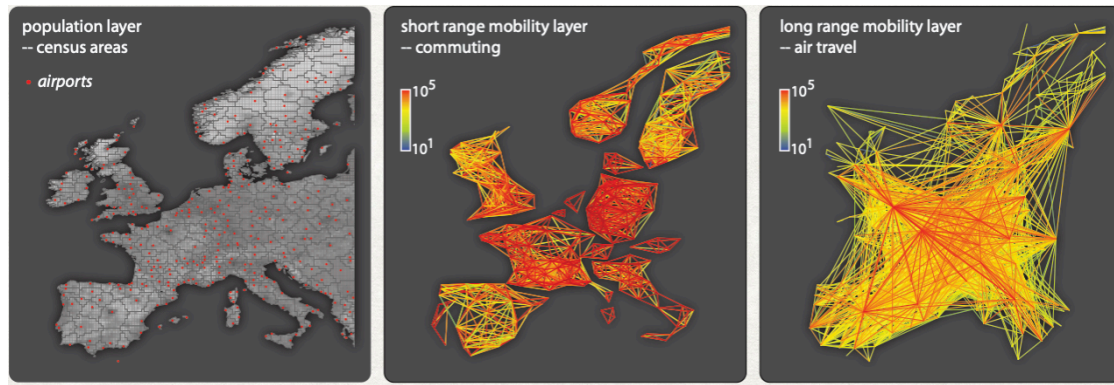 population layer
-- census areas
airports
short range mobility layer
-- commuting
10^5
10^1
long range mobility layer
-- air travel
10^5
10^1